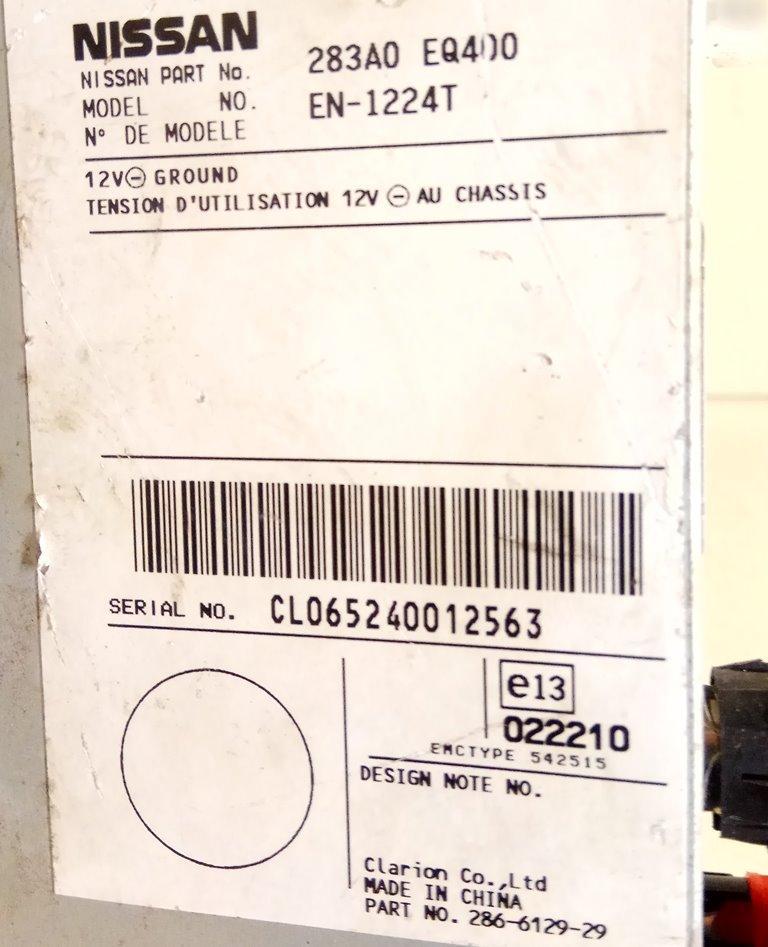 NISSAN
NISSAN PART No. 283A0 EQ400
MODEL NO. EN-1224T
N° DE MODELE
12V⊖ GROUND
TENSION D'UTILISATION 12V ⊖ AU CHASSIS
SERIAL NO. CL065240012563
e13
022210
EMCTYPE 542515
DESIGN NOTE NO.
Clarion Co.,Ltd
MADE IN CHINA
PART NO. 286-6129-29